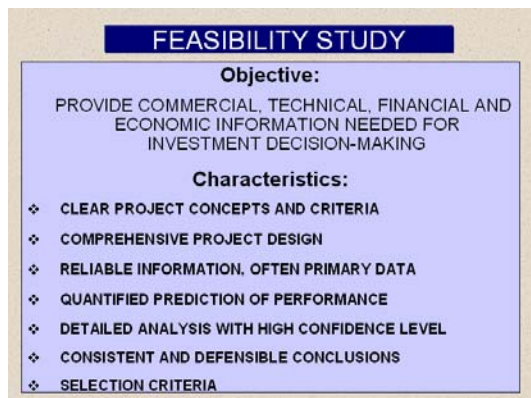 FEASIBILITY STUDY
Objective:
PROVIDE COMMERCIAL, TECHNICAL, FINANCIAL AND
ECONOMIC INFORMATION NEEDED FOR
INVESTMENT DECISION-MAKING
Characteristics:
❖ CLEAR PROJECT CONCEPTS AND CRITERIA
❖ COMPREHENSIVE PROJECT DESIGN
❖ RELIABLE INFORMATION, OFTEN PRIMARY DATA
❖ QUANTIFIED PREDICTION OF PERFORMANCE
❖ DETAILED ANALYSIS WITH HIGH CONFIDENCE LEVEL
❖ CONSISTENT AND DEFENSIBLE CONCLUSIONS
❖ SELECTION CRITERIA